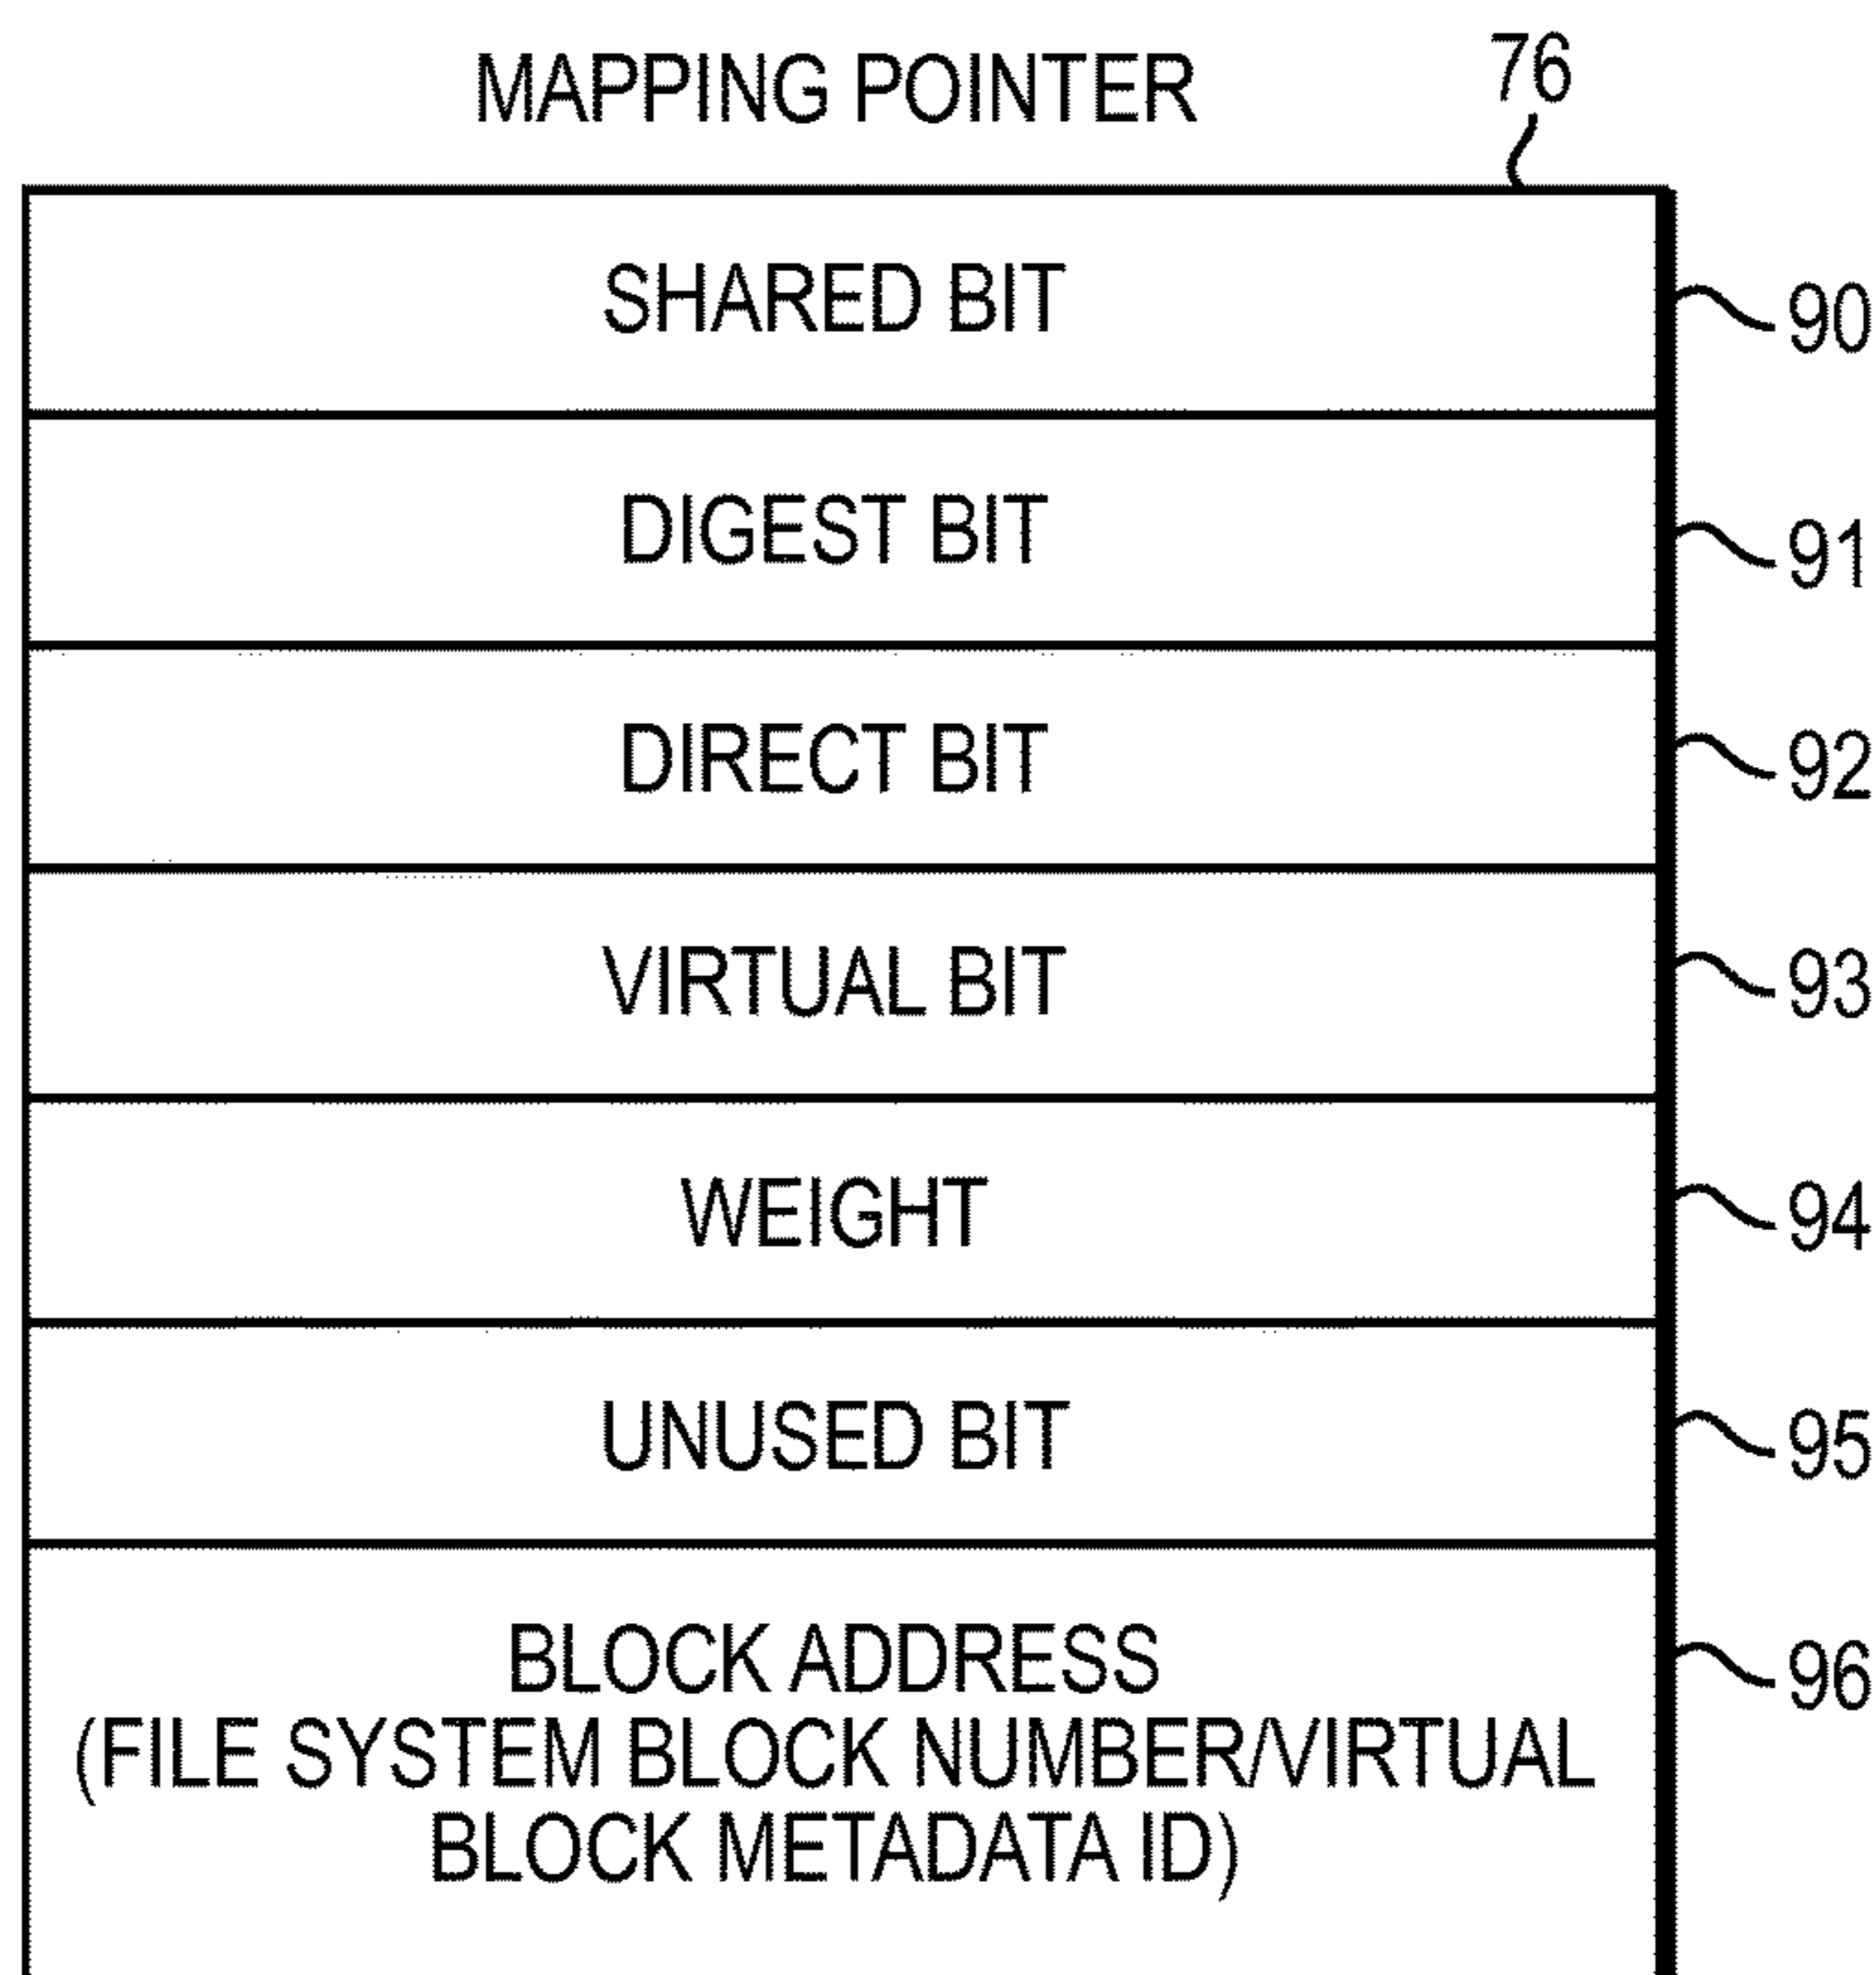 MAPPING POINTER
76
SHARED BIT
90
DIGEST BIT
91
DIRECT BIT
92
VIRTUAL BIT
93
WEIGHT
94
UNUSED BIT
95
BLOCK ADDRESS
96
(FILE SYSTEM BLOCK NUMBER/VIRTUAL
BLOCK METADATA ID)